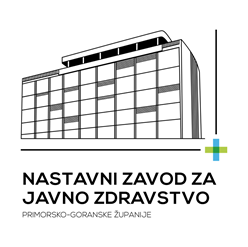 NASTAVNI ZAVOD ZA
JAVNO ZDRAVSTVO
PRIMORSKO-GORANSKE ŽUPANIJE